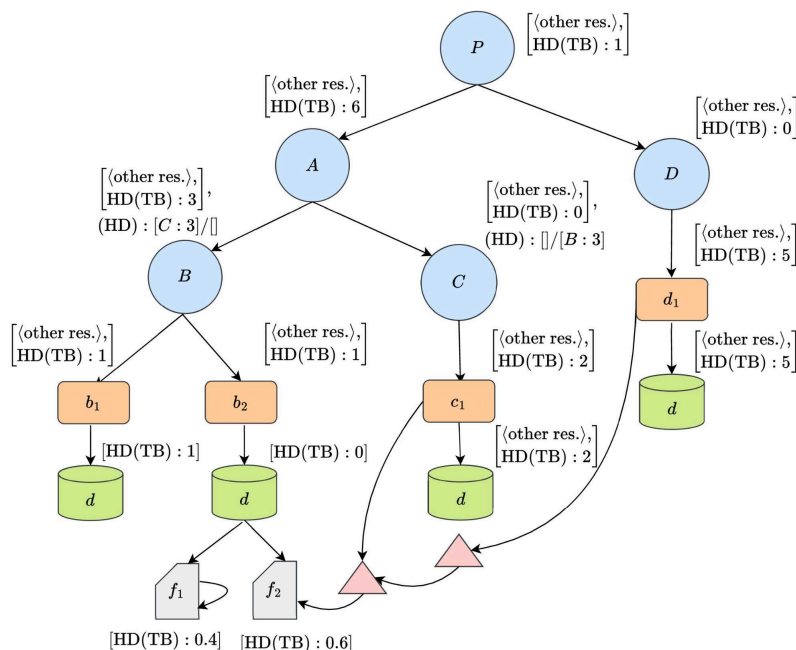 P
[⟨other res.⟩,
HD(TB) : 1]
[⟨other res.⟩,
HD(TB) : 6]
A
[⟨other res.⟩,
HD(TB) : 0]
D
[⟨other res.⟩,
HD(TB) : 3],
(HD) : [C : 3]/[]
B
[⟨other res.⟩,
HD(TB) : 0],
(HD) : []/[B : 3]
C
[⟨other res.⟩,
HD(TB) : 5]
d₁
[⟨other res.⟩,
HD(TB) : 1]
b₁
[⟨other res.⟩,
HD(TB) : 1]
b₂
[⟨other res.⟩,
HD(TB) : 2]
c₁
[⟨other res.⟩,
HD(TB) : 5]
d
[HD(TB) : 1]
d
[HD(TB) : 0]
d
[⟨other res.⟩,
HD(TB) : 2]
d
f₁
f₂
[HD(TB) : 0.4]
[HD(TB) : 0.6]